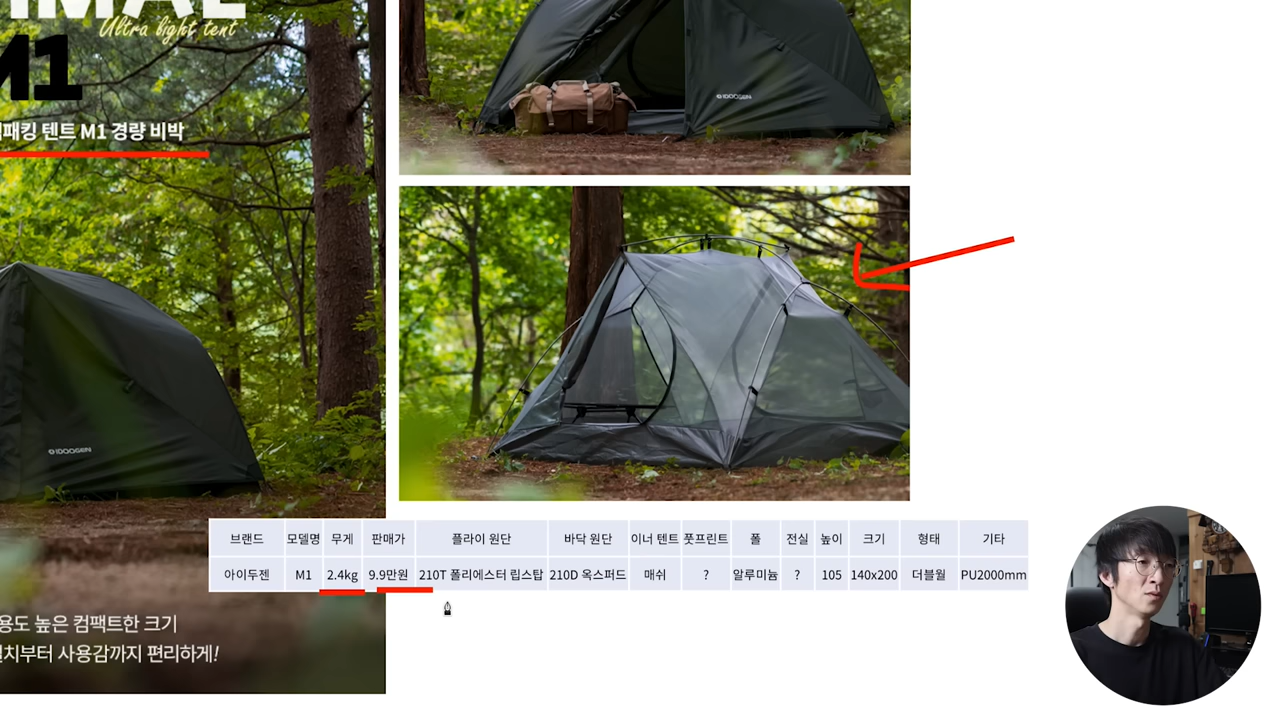 Ultra light tent
M1
패킹 텐트 M1 경량 비박
IDOOGEN
IDOOGEN
브랜드 모델명 무게 판매가 플라이 원단 바닥 원단 이너 텐트 풋프린트 폴 전실 높이 크기 형태 기타
아이두젠 M1 2.4kg 9.9만원 210T 폴리에스터 립스탑 210D 옥스퍼드 매쉬 ? 알루미늄 ? 105 140x200 더블월 PU2000mm
용도 높은 컴팩트한 크기
치부터 사용감까지 편리하게!